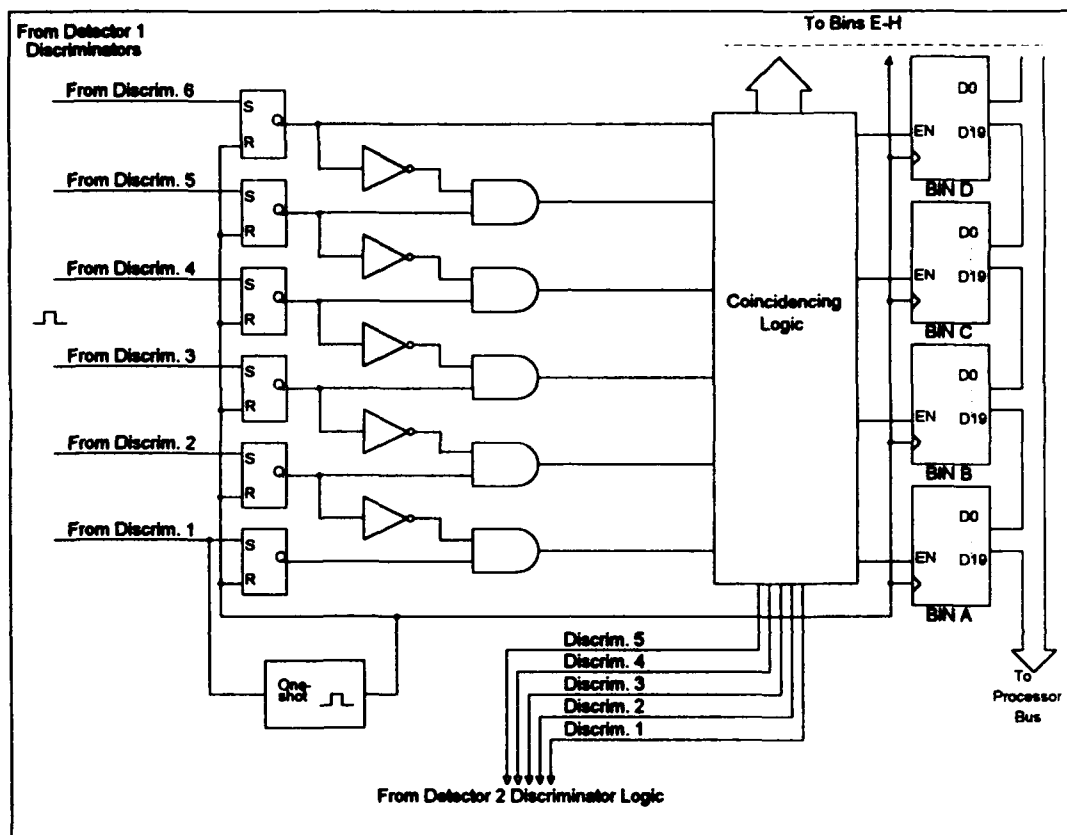 From Detector 1
Discriminators
To Bins E-H
From Discrim. 6
S
Q
R
D0
EN
D19
BIN D
From Discrim. 5
S
Q
R
D0
EN
D19
BIN C
From Discrim. 4
S
Q
R
Coincidencing
Logic
From Discrim. 3
S
Q
R
D0
EN
D19
BIN B
From Discrim. 2
S
Q
R
From Discrim. 1
S
Q
R
D0
EN
D19
BIN A
One-
shot
Discrim. 5
Discrim. 4
Discrim. 3
Discrim. 2
Discrim. 1
To
Processor
Bus
From Detector 2 Discriminator Logic